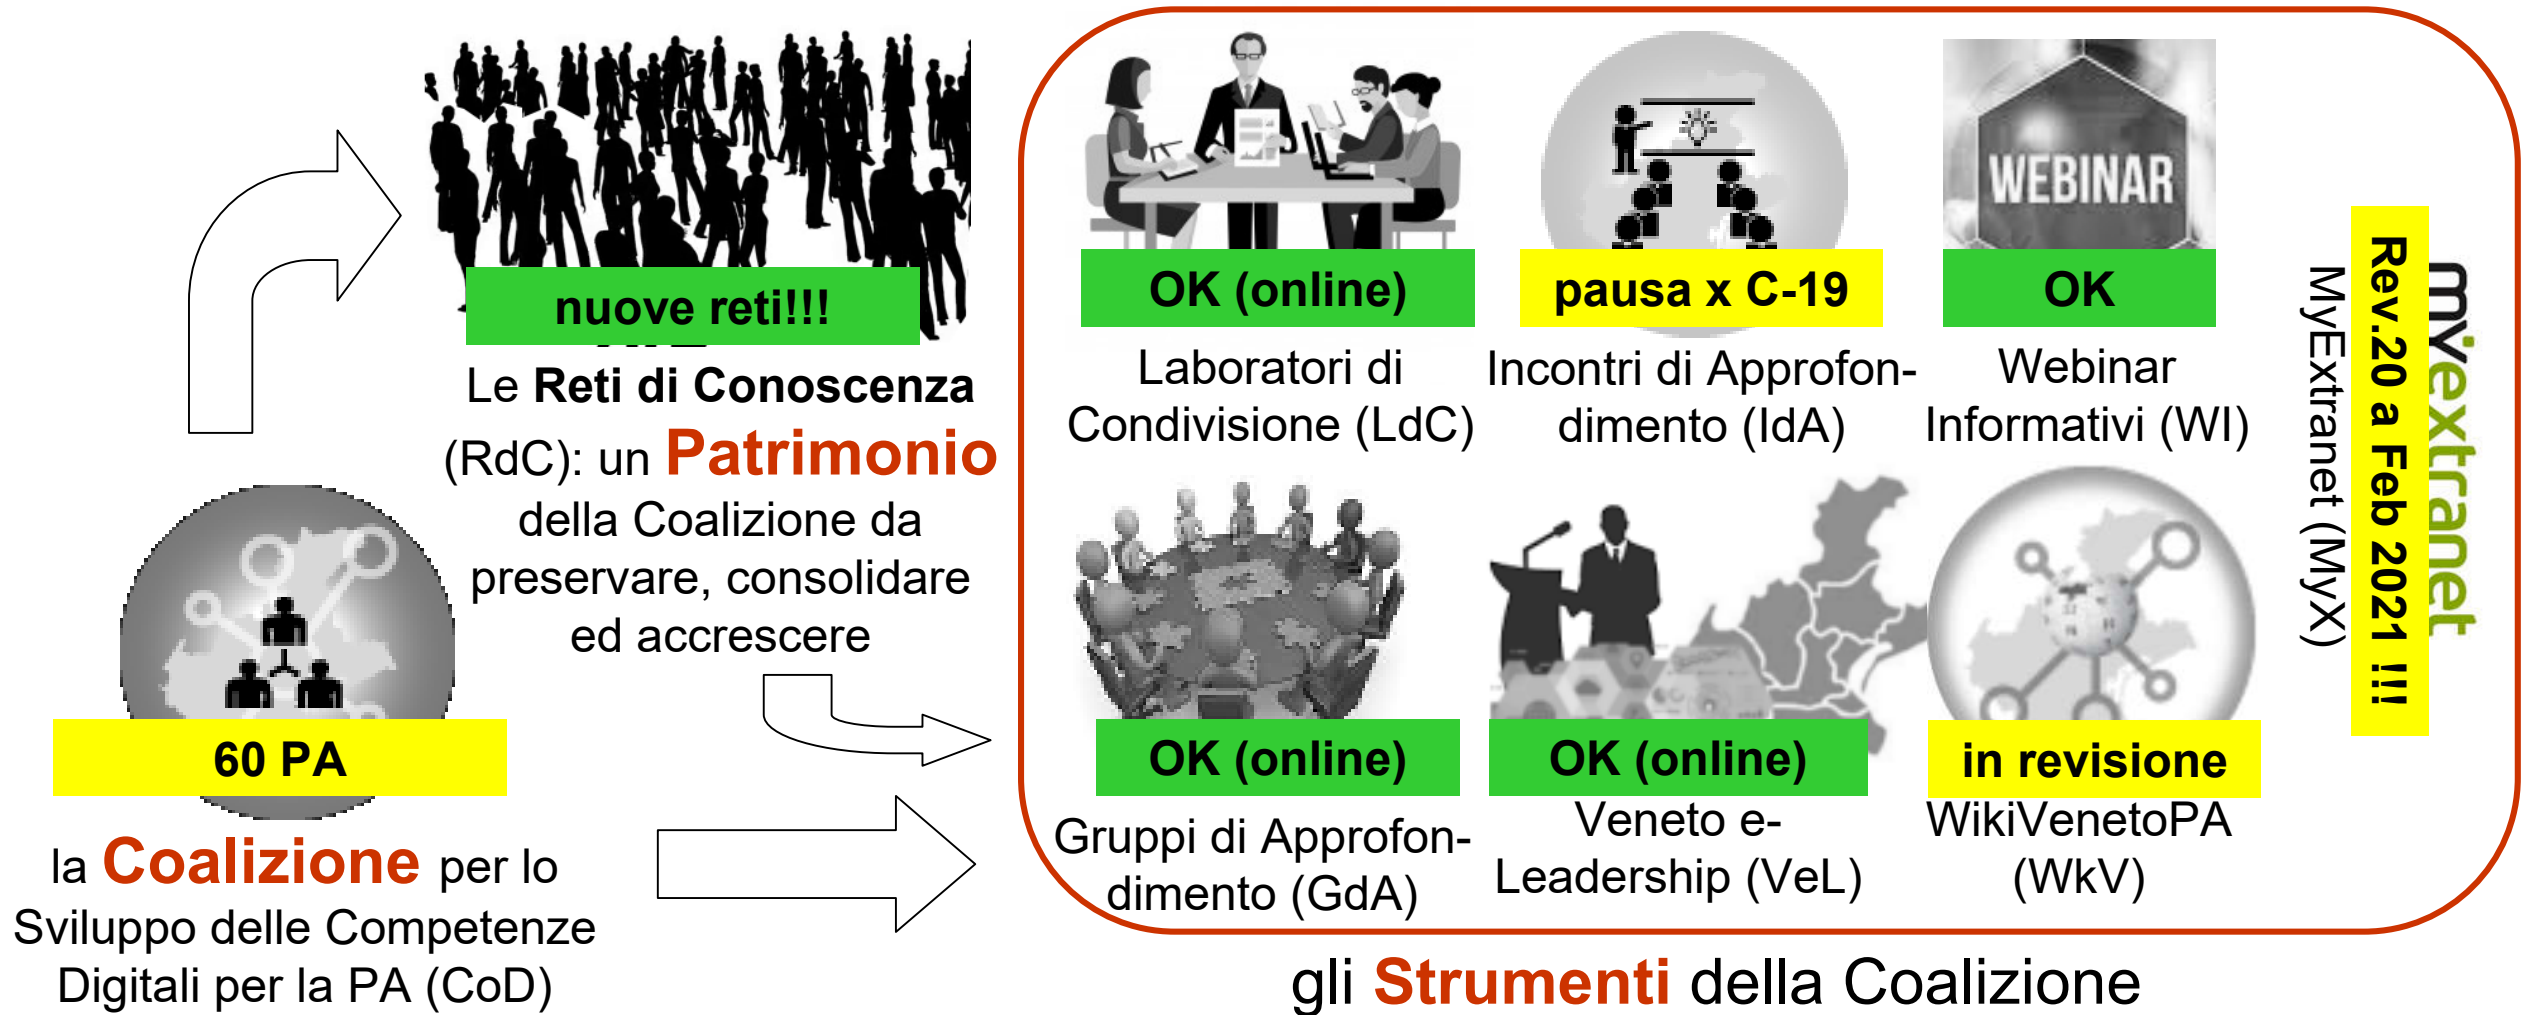 nuove reti!!!
Le Reti di Conoscenza
(RdC): un Patrimonio
della Coalizione da
preservare, consolidare
ed accrescere
60 PA
la Coalizione per lo
Sviluppo delle Competenze
Digitali per la PA (CoD)
OK (online)
Laboratori di
Condivisione (LdC)
pausa x C-19
Incontri di Approfon-
dimento (IdA)
WEBINAR
OK
Webinar
Informativi (WI)
OK (online)
Gruppi di Approfon-
dimento (GdA)
OK (online)
Veneto e-
Leadership (VeL)
in revisione
WikiVenetoPA
(WkV)
myextranet
Rev.20 a Feb 2021 !!!
MyExtranet (MyX)
gli Strumenti della Coalizione